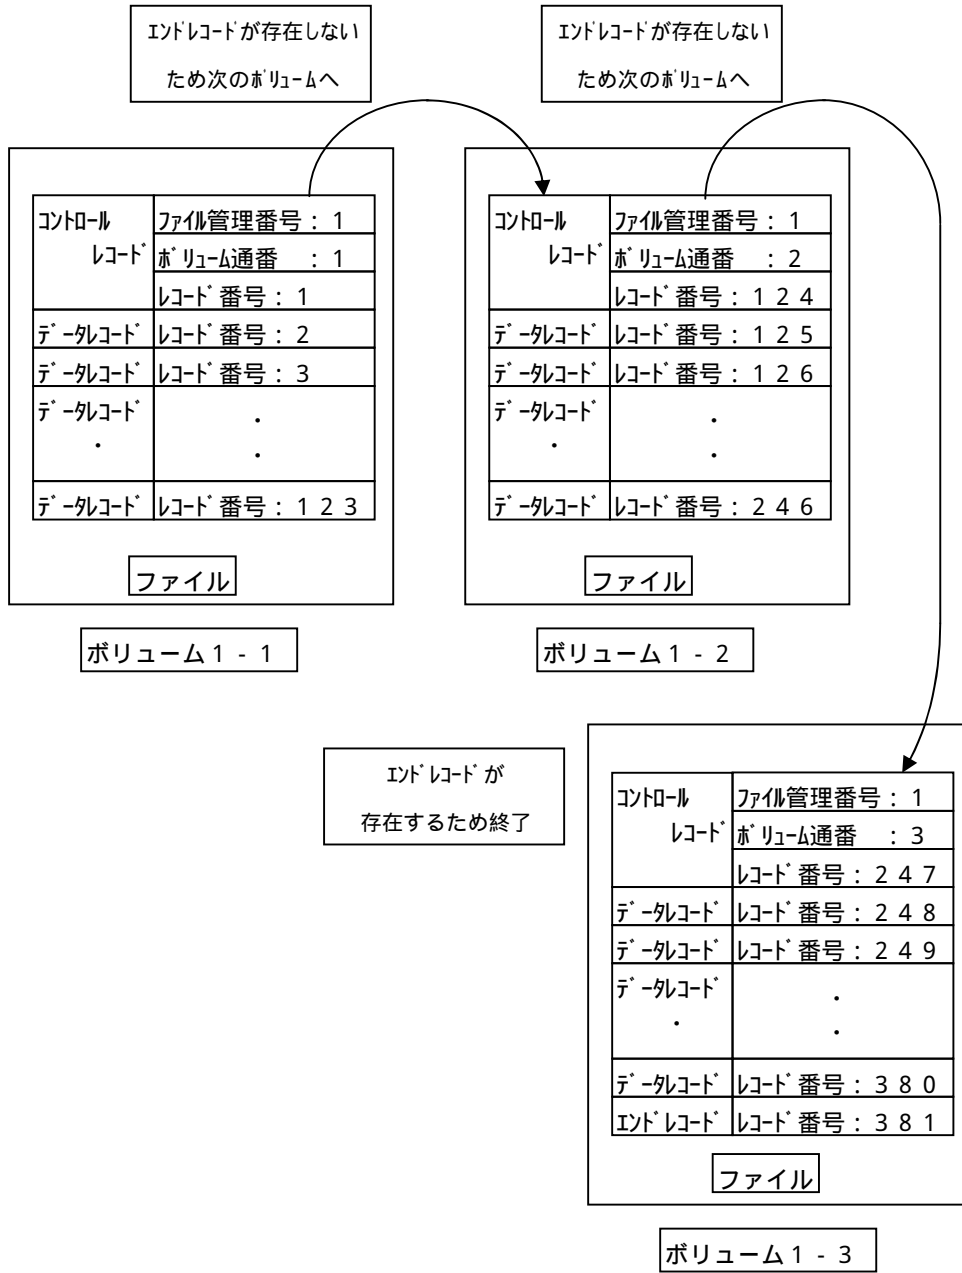 ｴﾝﾄﾞﾚｺｰﾄﾞが存在しない
ため次のﾎﾞﾘｭｰﾑへ
ｴﾝﾄﾞﾚｺｰﾄﾞが存在しない
ため次のﾎﾞﾘｭｰﾑへ
ｺﾝﾄﾛｰﾙ ﾌｧｲﾙ管理番号：１
ﾚｺｰﾄﾞ ﾎﾞﾘｭｰﾑ通番　：１
ﾚｺｰﾄﾞ番号：１
ﾃﾞｰﾀﾚｺｰﾄﾞ ﾚｺｰﾄﾞ番号：２
ﾃﾞｰﾀﾚｺｰﾄﾞ ﾚｺｰﾄﾞ番号：３
ﾃﾞｰﾀﾚｺｰﾄﾞ ・
・ ・
ﾃﾞｰﾀﾚｺｰﾄﾞ ﾚｺｰﾄﾞ番号：１２３
ファイル
ボリューム１-１
ｺﾝﾄﾛｰﾙ ﾌｧｲﾙ管理番号：１
ﾚｺｰﾄﾞ ﾎﾞﾘｭｰﾑ通番　：２
ﾚｺｰﾄﾞ番号：１２４
ﾃﾞｰﾀﾚｺｰﾄﾞ ﾚｺｰﾄﾞ番号：１２５
ﾃﾞｰﾀﾚｺｰﾄﾞ ﾚｺｰﾄﾞ番号：１２６
ﾃﾞｰﾀﾚｺｰﾄﾞ ・
・ ・
ﾃﾞｰﾀﾚｺｰﾄﾞ ﾚｺｰﾄﾞ番号：２４６
ファイル
ボリューム１-２
ｴﾝﾄﾞﾚｺｰﾄﾞが
存在するため終了
ｺﾝﾄﾛｰﾙ ﾌｧｲﾙ管理番号：１
ﾚｺｰﾄﾞ ﾎﾞﾘｭｰﾑ通番　：３
ﾚｺｰﾄﾞ番号：２４７
ﾃﾞｰﾀﾚｺｰﾄﾞ ﾚｺｰﾄﾞ番号：２４８
ﾃﾞｰﾀﾚｺｰﾄﾞ ﾚｺｰﾄﾞ番号：２４９
ﾃﾞｰﾀﾚｺｰﾄﾞ ・
・ ・
ﾃﾞｰﾀﾚｺｰﾄﾞ ﾚｺｰﾄﾞ番号：３８０
ｴﾝﾄﾞﾚｺｰﾄﾞ ﾚｺｰﾄﾞ番号：３８１
ファイル
ボリューム１-３